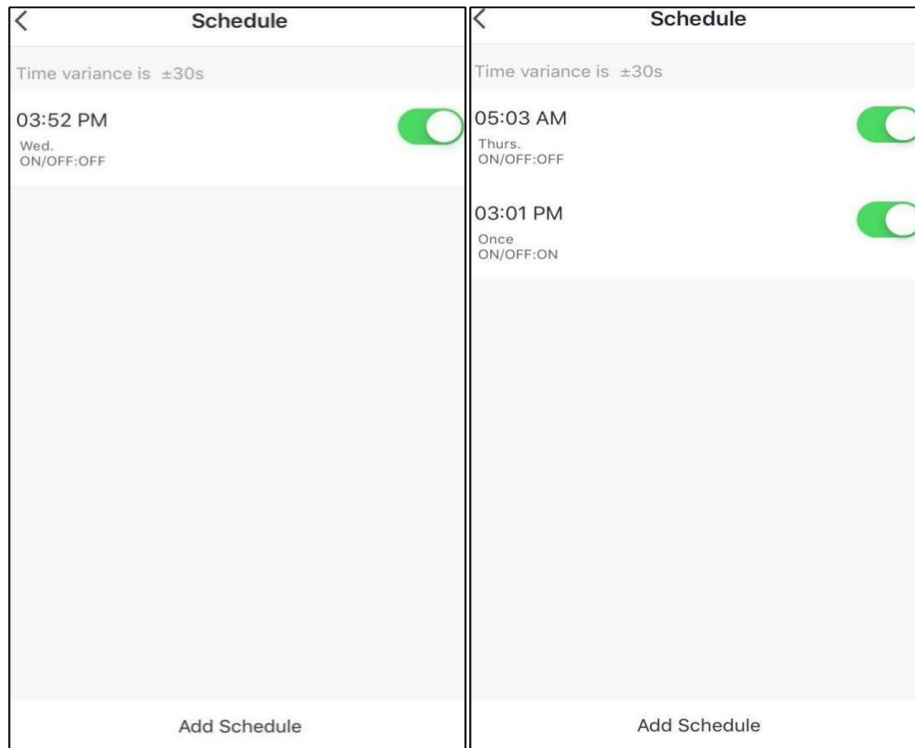 Schedule
Time variance is ±30s
03:52 PM
Wed.
ON/OFF:OFF
Add Schedule
Schedule
Time variance is ±30s
05:03 AM
Thurs.
ON/OFF:OFF
03:01 PM
Once
ON/OFF:ON
Add Schedule